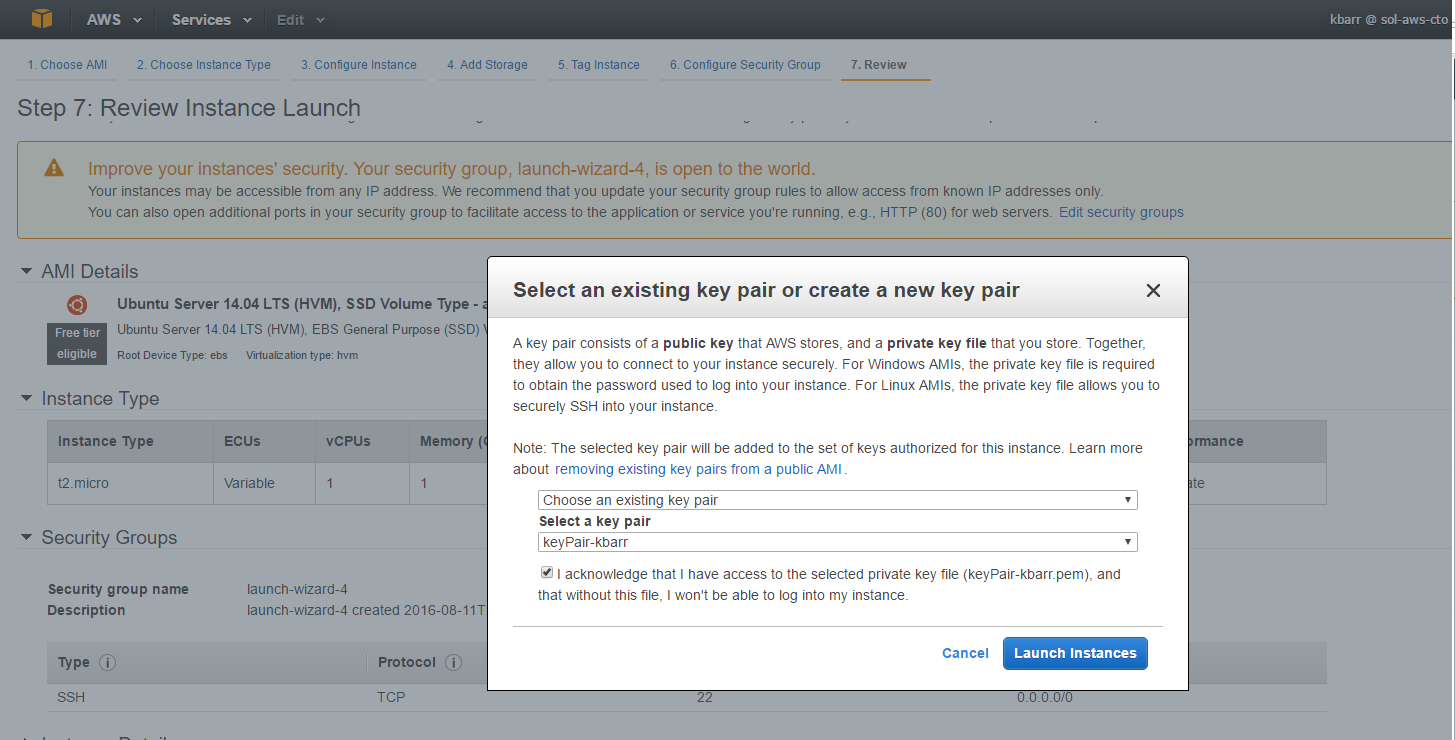 AWS Services Edit kbarr @ sol-aws-cto
1. Choose AMI 2. Choose Instance Type 3. Configure Instance 4. Add Storage 5. Tag Instance 6. Configure Security Group 7. Review
Step 7: Review Instance Launch
Improve your instances' security. Your security group, launch-wizard-4, is open to the world.
Your instances may be accessible from any IP address. We recommend that you update your security group rules to allow access from known IP addresses only.
You can also open additional ports in your security group to facilitate access to the application or service you're running, e.g., HTTP (80) for web servers. Edit security groups
AMI Details
Ubuntu Server 14.04 LTS (HVM), SSD Volume Type -
Free tier
eligible
Ubuntu Server 14.04 LTS (HVM), EBS General Purpose (SSD)
Root Device Type: ebs Virtualization type: hvm
Instance Type
Instance Type ECUs vCPUs Memory
t2.micro Variable 1 1
Security Groups
Security group name launch-wizard-4
Description launch-wizard-4 created 2016-08-11T
Type Protocol
SSH TCP 22 0.0.0.0/0
Select an existing key pair or create a new key pair
A key pair consists of a public key that AWS stores, and a private key file that you store. Together,
they allow you to connect to your instance securely. For Windows AMIs, the private key file is required
to obtain the password used to log into your instance. For Linux AMIs, the private key file allows you to
securely SSH into your instance.
Note: The selected key pair will be added to the set of keys authorized for this instance. Learn more
about removing existing key pairs from a public AMI.
Choose an existing key pair
Select a key pair
keyPair-kbarr
I acknowledge that I have access to the selected private key file (keyPair-kbarr.pem), and
that without this file, I won't be able to log into my instance.
Cancel Launch Instances